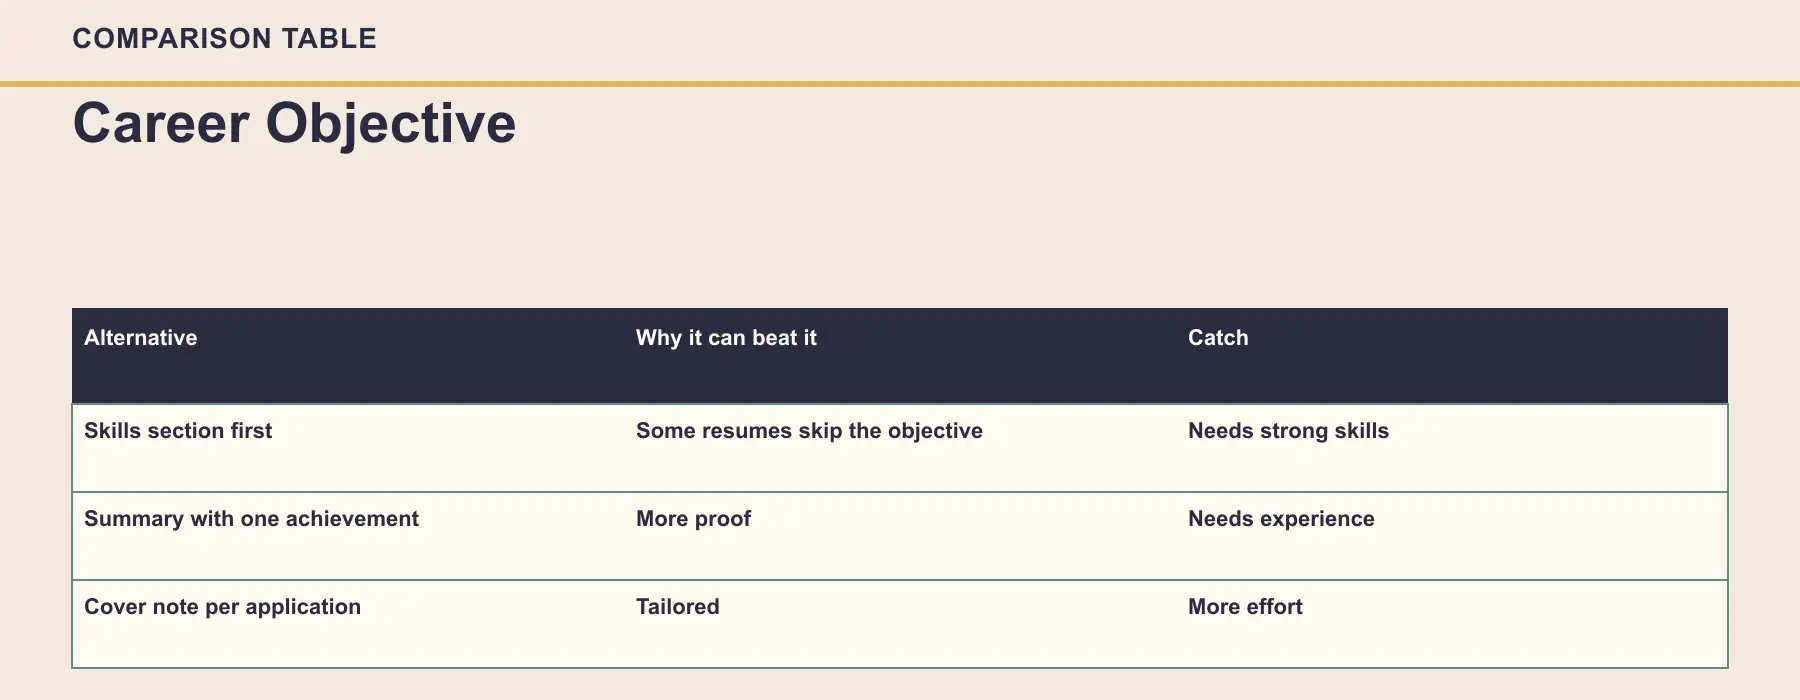 COMPARISON TABLE
Career Objective
Alternative Why it can beat it Catch
Skills section first Some resumes skip the objective Needs strong skills
Summary with one achievement More proof Needs experience
Cover note per application Tailored More effort